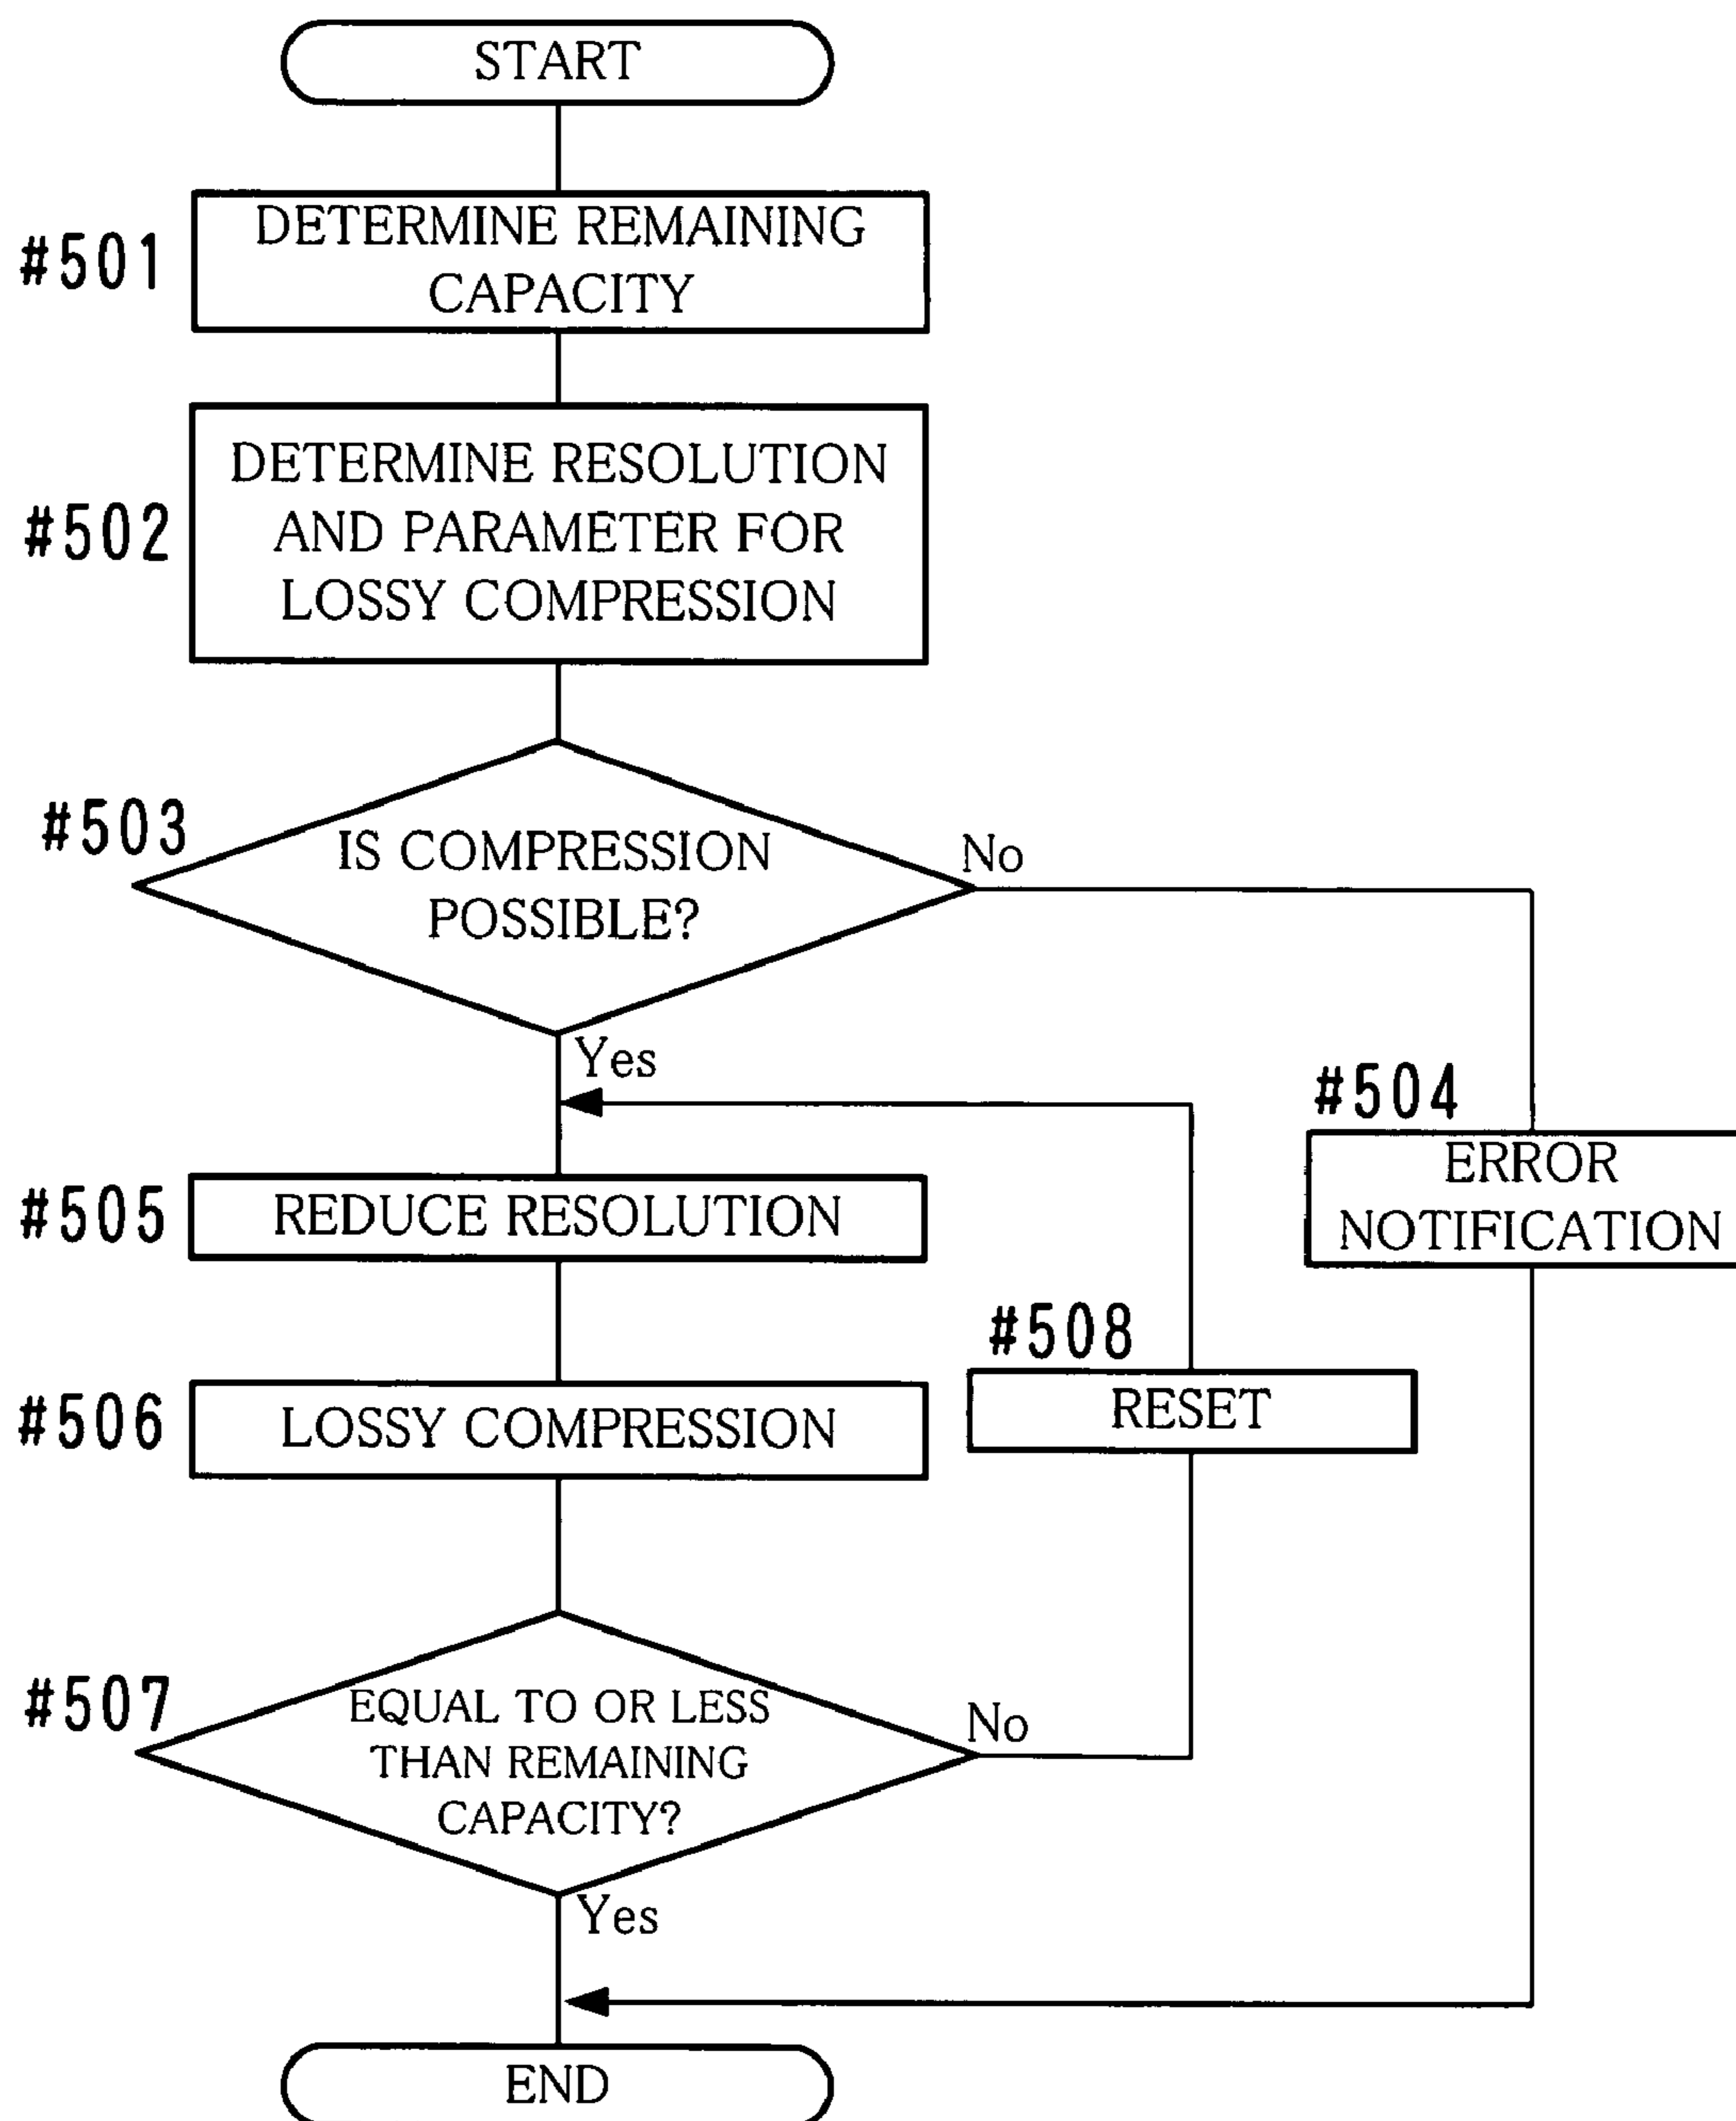 START
#501
DETERMINE REMAINING
CAPACITY
#502
DETERMINE RESOLUTION
AND PARAMETER FOR
LOSSY COMPRESSION
#503
IS COMPRESSION
POSSIBLE?
No
Yes
#504
ERROR
NOTIFICATION
#505
REDUCE RESOLUTION
#508
RESET
#506
LOSSY COMPRESSION
#507
EQUAL TO OR LESS
THAN REMAINING
CAPACITY?
No
Yes
END